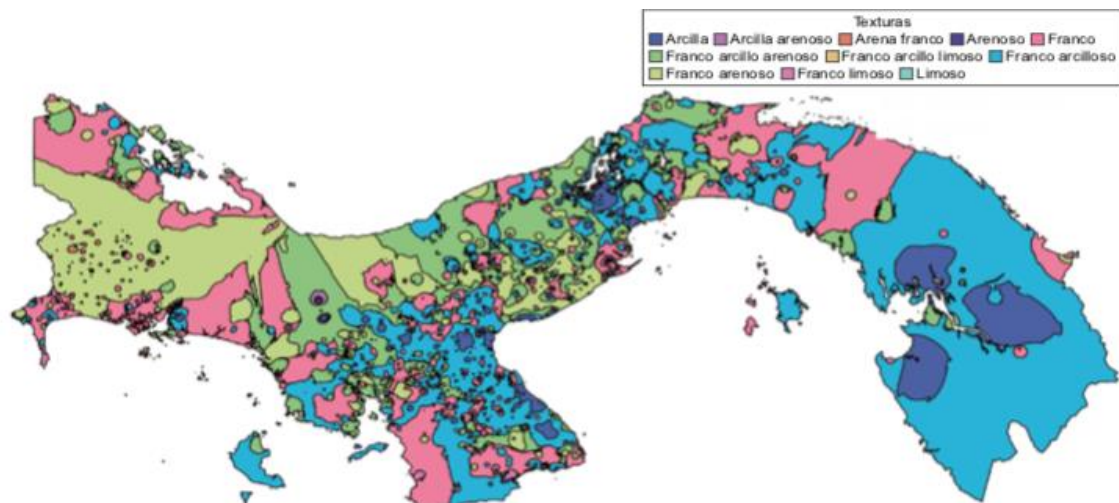 Texturas
Arcilla Arcilla arenoso Arena franco Arenoso Franco
Franco arcillo arenoso Franco arcillo limoso Franco arcilloso
Franco arenoso Franco limoso Limoso